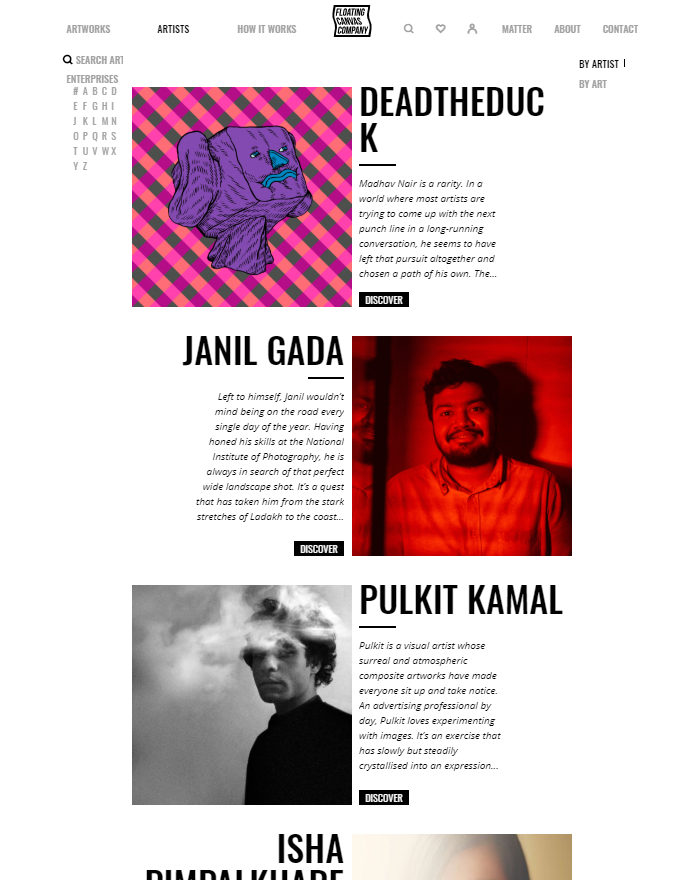 ARTWORKS
ARTISTS
HOW IT WORKS
FLOATING
CANVAS
COMPANY
MATTER
ABOUT
CONTACT
SEARCH ART
ENTERPRISES
# A B C D
E F G H I
J K L M N
O P Q R S
T U V W X
Y Z
BY ARTIST
BY ART
DEADTHEDUC
K
Madhav Nair is a rarity. In a
world where most artists are
trying to come up with the next
punch line in a long-running
conversation, he seems to have
left that pursuit altogether and
chosen a path of his own. The...
DISCOVER
JANIL GADA
Left to himself, Janil wouldn't
mind being on the road every
single day of the year. Having
honed his skills at the National
Institute of Photography, he is
always in search of that perfect
wide landscape shot. It's a quest
that has taken him from the stark
stretches of Ladakh to the coast...
DISCOVER
PULKIT KAMAL
Pulkit is a visual artist whose
surreal and atmospheric
composite artworks have made
everyone sit up and take notice.
An advertising professional by
day, Pulkit loves experimenting
with images. It's an exercise that
has slowly but steadily
crystallised into an expression...
DISCOVER
ISHA
PIMPALKHARE